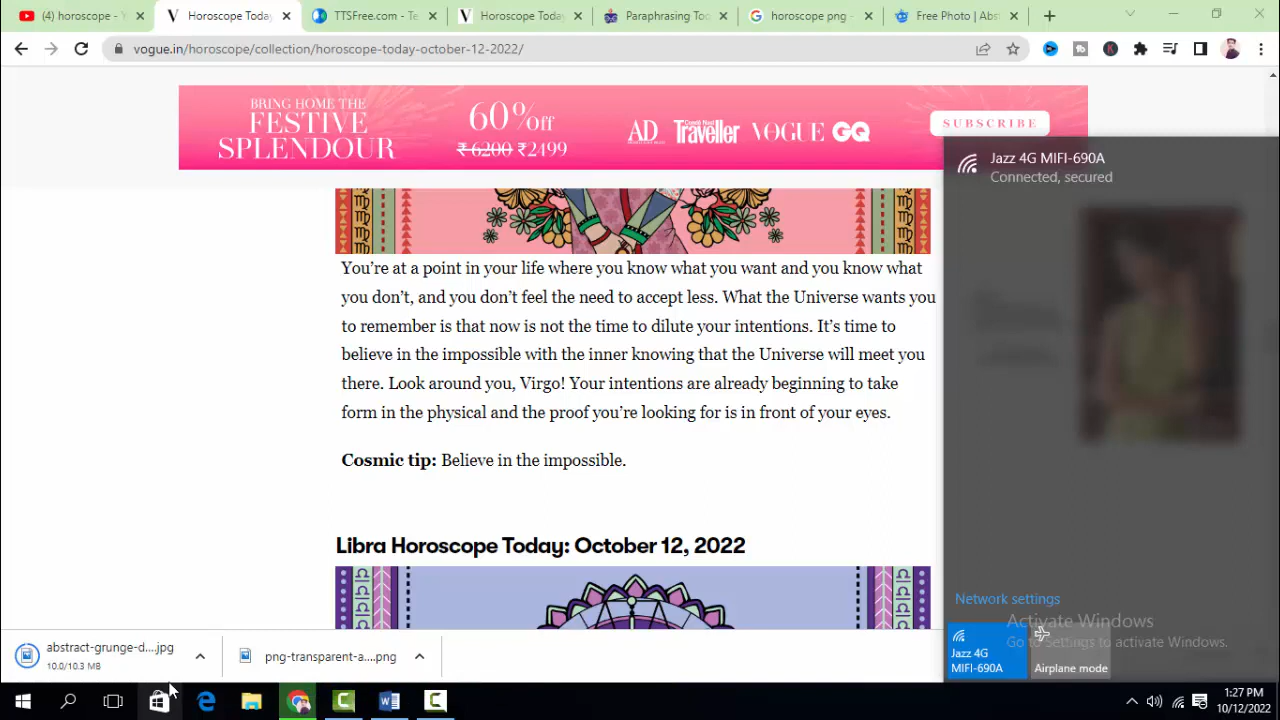 (4) horoscope - Y
Horoscope Today
TTSFree.com - Te
Horoscope Today
Paraphrasing Too
horoscope png -
Free Photo | Abst
vogue.in/horoscope/collection/horoscope-today-october-12-2022/
BRING HOME THE
FESTIVE
SPLENDOUR
60% Off
₹ 6200 ₹2499
AD Traveller VOGUE GQ
SUBSCRIBE
Jazz 4G MIFI-690A
Connected, secured
You’re at a point in your life where you know what you want and you know what
you don’t, and you don’t feel the need to accept less. What the Universe wants you
to remember is that now is not the time to dilute your intentions. It’s time to
believe in the impossible with the inner knowing that the Universe will meet you
there. Look around you, Virgo! Your intentions are already beginning to take
form in the physical and the proof you’re looking for is in front of your eyes.
Cosmic tip: Believe in the impossible.
Libra Horoscope Today: October 12, 2022
Network settings
Activate Windows
Go to Settings to activate Windows.
Jazz 4G
MIFI-690A
Airplane mode
abstract-grunge-d....jpg
10.0/10.3 MB
png-transparent-a....png
1:27 PM
10/12/2022